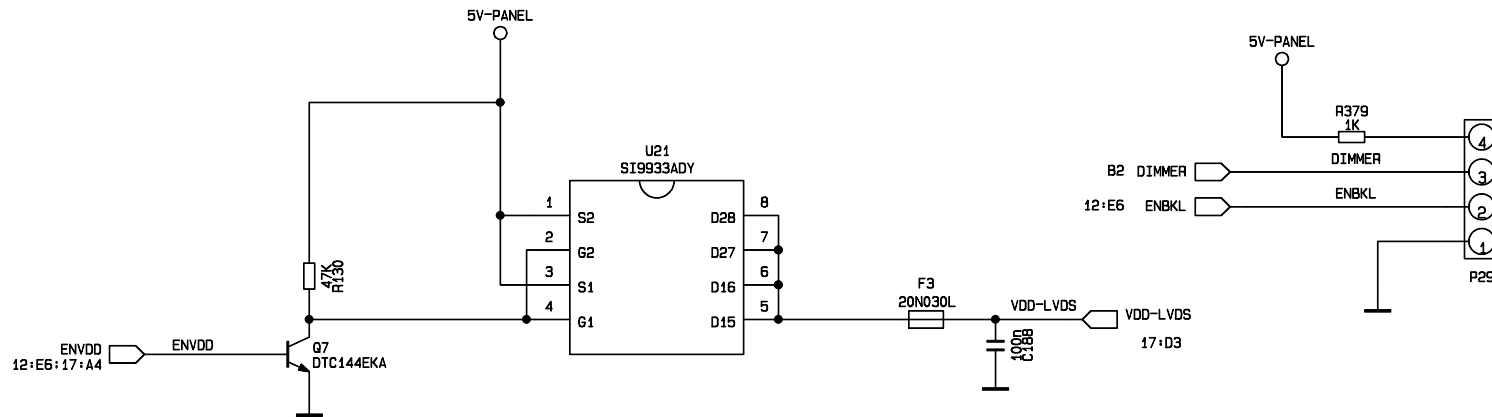 5V-PANEL
5V-PANEL
R379
1K
U21
SI9933ADY
DIMMER
4
B2 DIMMER
3
ENBKL
12:E6 ENBKL
2
1
P29
1 S2 D28 8
2 G2 D27 7
3 S1 D16 6
4 G1 D15 5
47K
R130
F3
20N030L
VDD-LVDS
VDD-LVDS
17:D3
100n
C188
ENVDD
12:E6;17:A4
ENVDD
Q7
DTC144EKA